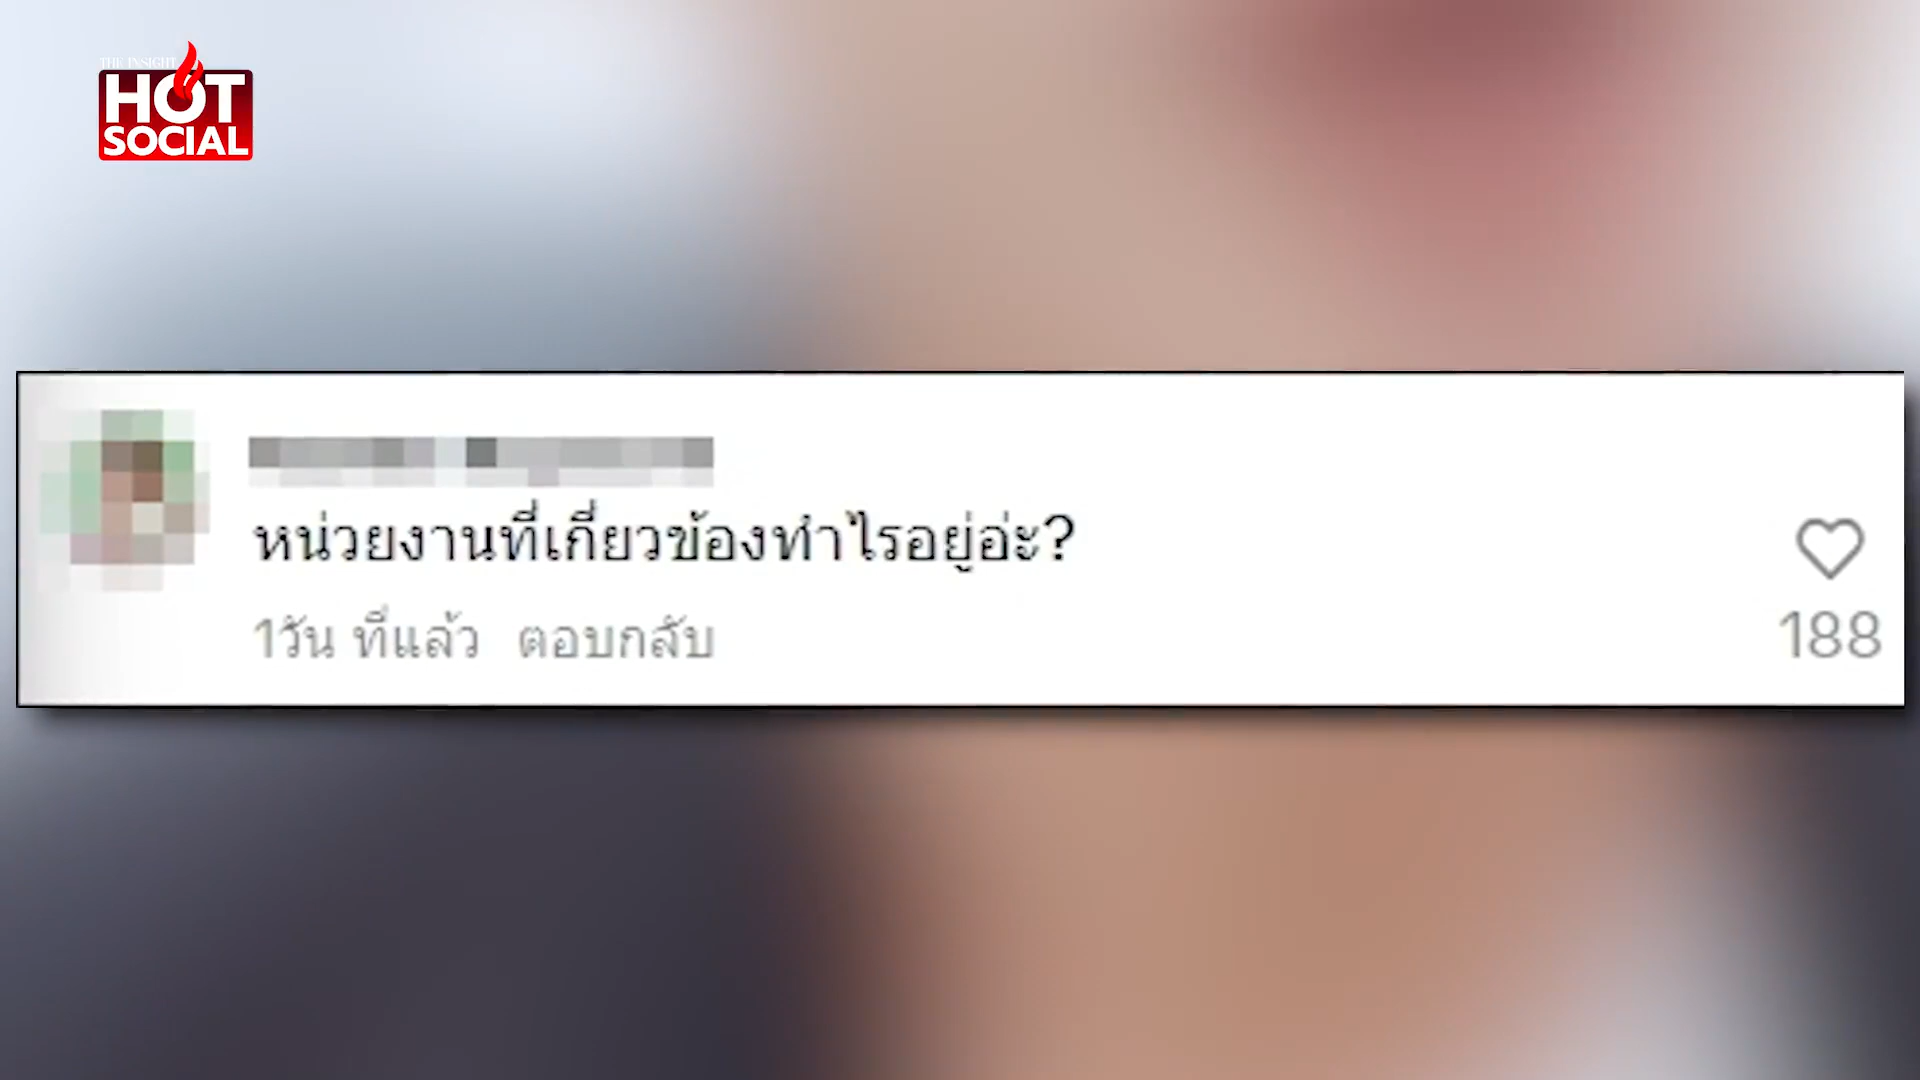 THE INSIGHT
HOT
SOCIAL
หน่วยงานที่เกี่ยวข้องทำไรอยู่อ่ะ?
1วัน ที่แล้ว ตอบกลับ
188